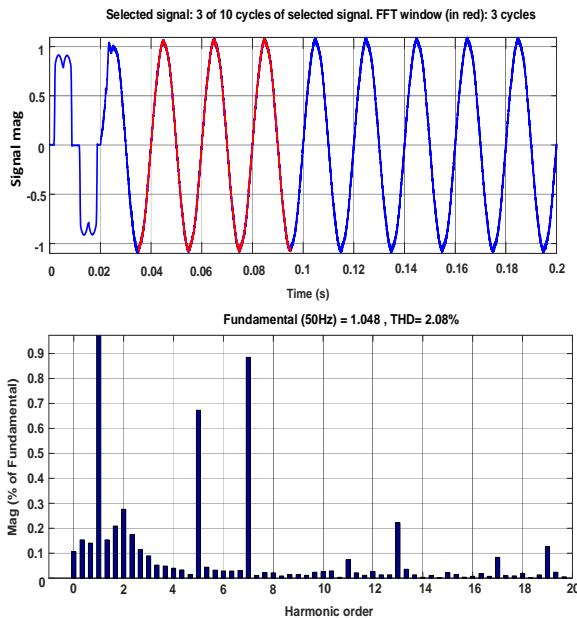 Selected signal: 3 of 10 cycles of selected signal. FFT window (in red): 3 cycles
Signal mag
1
0.5
0
-0.5
-1
0 0.02 0.04 0.06 0.08 0.1 0.12 0.14 0.16 0.18 0.2
Time (s)
Fundamental (50Hz) = 1.048 , THD= 2.08%
Mag (% of Fundamental)
0.9
0.8
0.7
0.6
0.5
0.4
0.3
0.2
0.1
0
0 2 4 6 8 10 12 14 16 18 20
Harmonic order